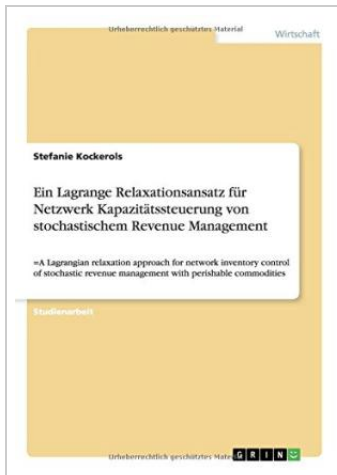 Urheberrechtlich geschütztes Material
Wirtschaft
Stefanie Kockerols
Ein Lagrange Relaxationsansatz für
Netzwerk Kapazitätssteuerung von
stochastischem Revenue Management
=A Lagrangian relaxation approach for network inventory control
of stochastic revenue management with perishable commodities
Studienarbeit
Urheberrechtlich geschütztes Mate
GRIN